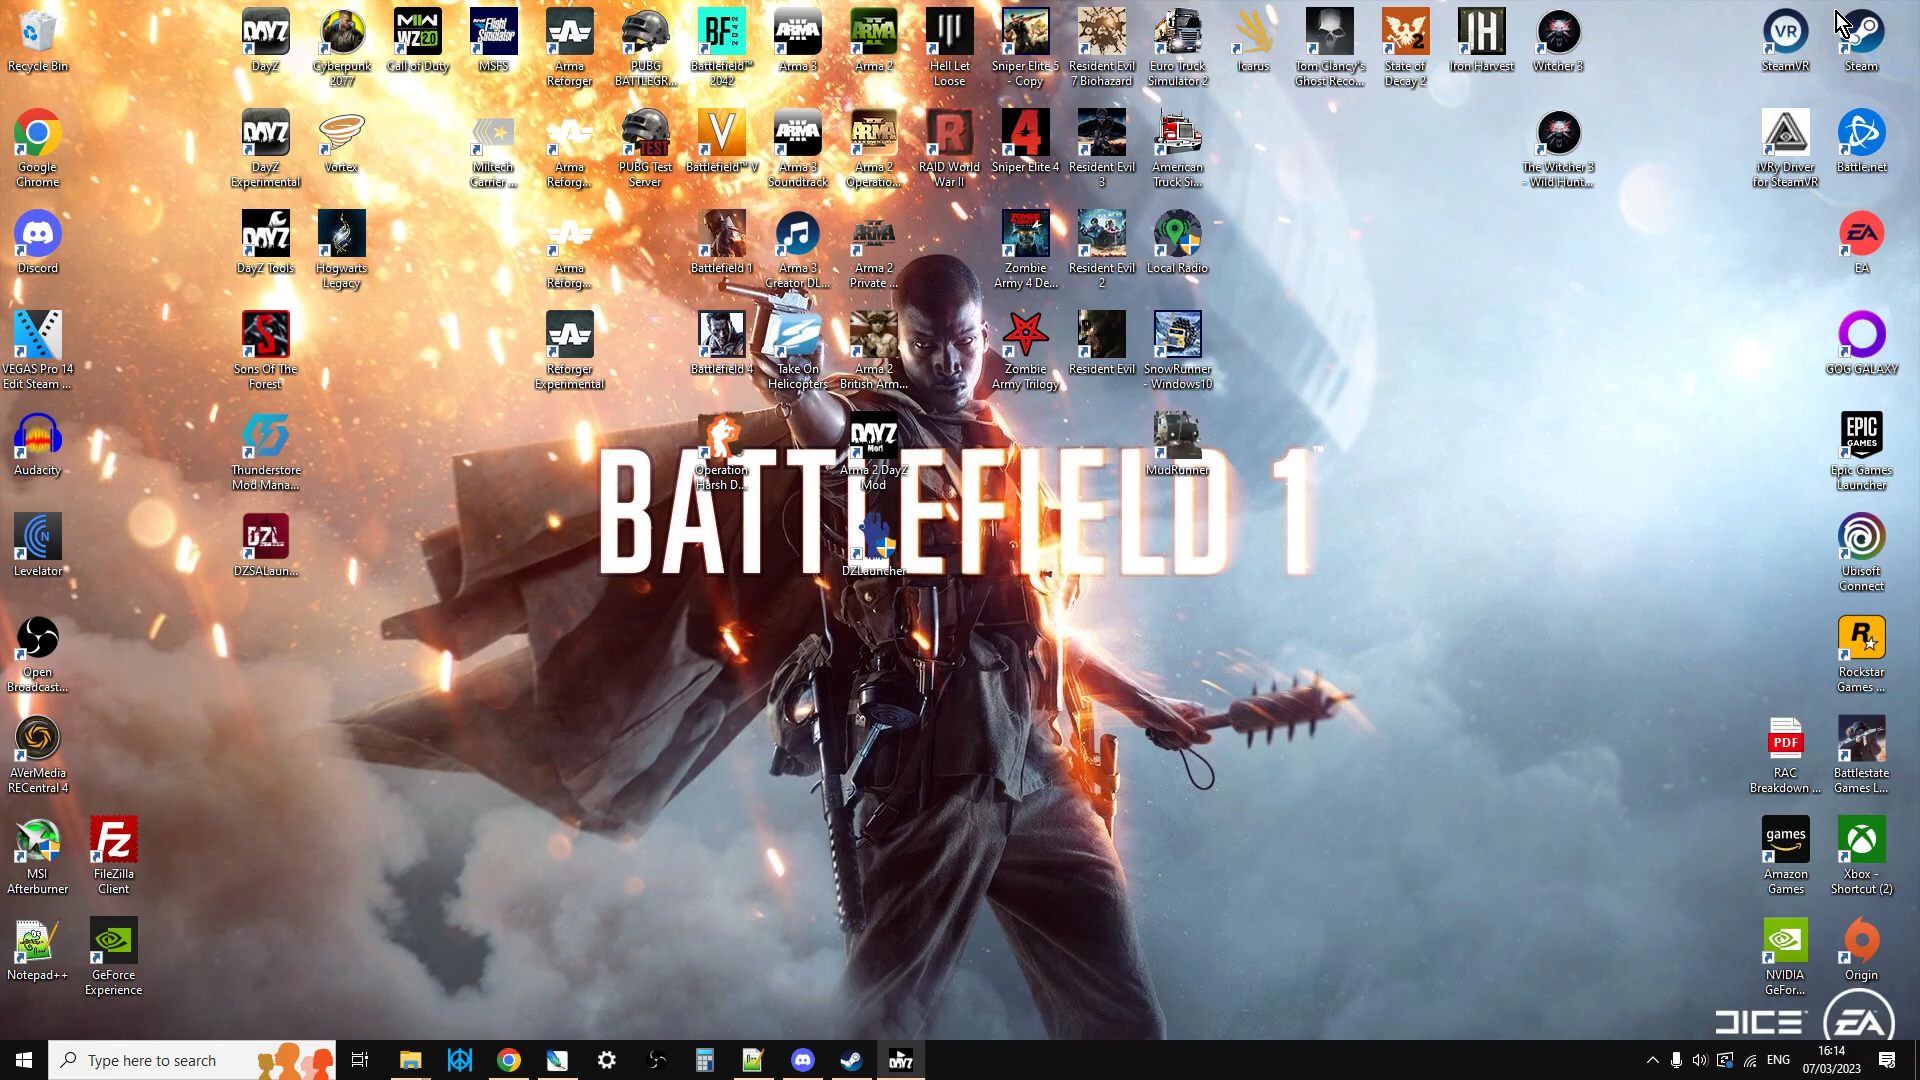 Recycle Bin
DayZ
Cyberpunk
2077
Call of Duty
MSFS
Arma
Reforger
PUBG
BATTLEGR...
Battlefield™
2042
Arma 3
Arma 2
Hell Let
Loose
Sniper Elite 5
- Copy
Resident Evil
7 Biohazard
Euro Truck
Simulator 2
Icarus
Tom Clancy's
Ghost Reco...
State of
Decay 2
Iron Harvest
Witcher 3
SteamVR
Steam
Google
Chrome
DayZ
Experimental
Vortex
Miltech
Carrier ...
Arma
Reforg...
PUBG Test
Server
Battlefield™ V
Arma 3
Soundtrack
Arma 2
Operatio...
RAID World
War II
Sniper Elite 4
Resident Evil
3
American
Truck Si...
The Witcher 3
- Wild Hunt...
iVRy Driver
for SteamVR
Battle.net
Discord
DayZ Tools
Hogwarts
Legacy
Arma
Reforg...
Battlefield 1
Arma 3
Creator DL...
Arma 2
Private ...
Zombie
Army 4 De...
Resident Evil
2
Local Radio
EA
VEGAS Pro 14
Edit Steam ...
Sons Of The
Forest
Reforger
Experimental
Battlefield 4
Take On
Helicopters
Arma 2
British Arm...
Zombie
Army Trilogy
Resident Evil
SnowRunner
- Windows10
GOG GALAXY
Audacity
Thunderstore
Mod Mana...
Operation
Harsh D...
Arma 2 DayZ
Mod
MudRunner
Epic Games
Launcher
BATTLEFIELD 1™
Levelator
DZSALaun...
DZLauncher
Ubisoft
Connect
Open
Broadcast...
Rockstar
Games ...
AVerMedia
RECentral 4
RAC
Breakdown ...
Battlestate
Games L...
MSI
Afterburner
FileZilla
Client
Amazon
Games
Xbox -
Shortcut (2)
Notepad++
GeForce
Experience
NVIDIA
GeFor...
Origin
DICE EA
Type here to search
ENG
16:14
07/03/2023